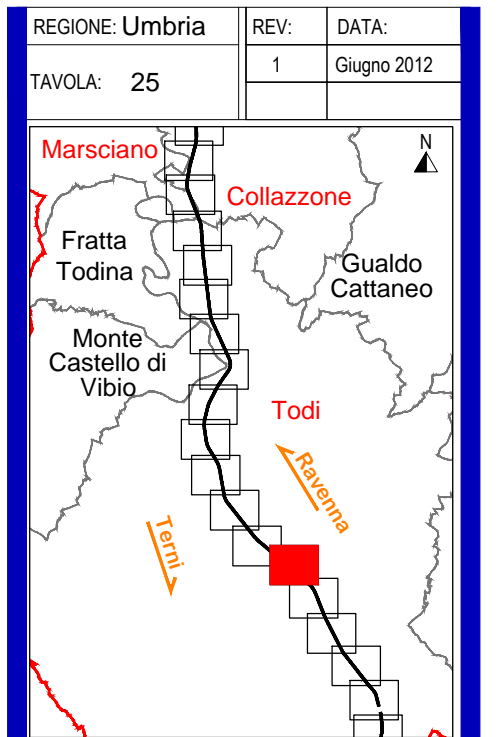 REGIONE: Umbria
REV:
DATA:
TAVOLA: 25
1
Giugno 2012
Marsciano
N
Collazzone
Fratta
Todina
Gualdo
Cattaneo
Monte
Castello di
Vibio
Todi
Ravenna
Terni